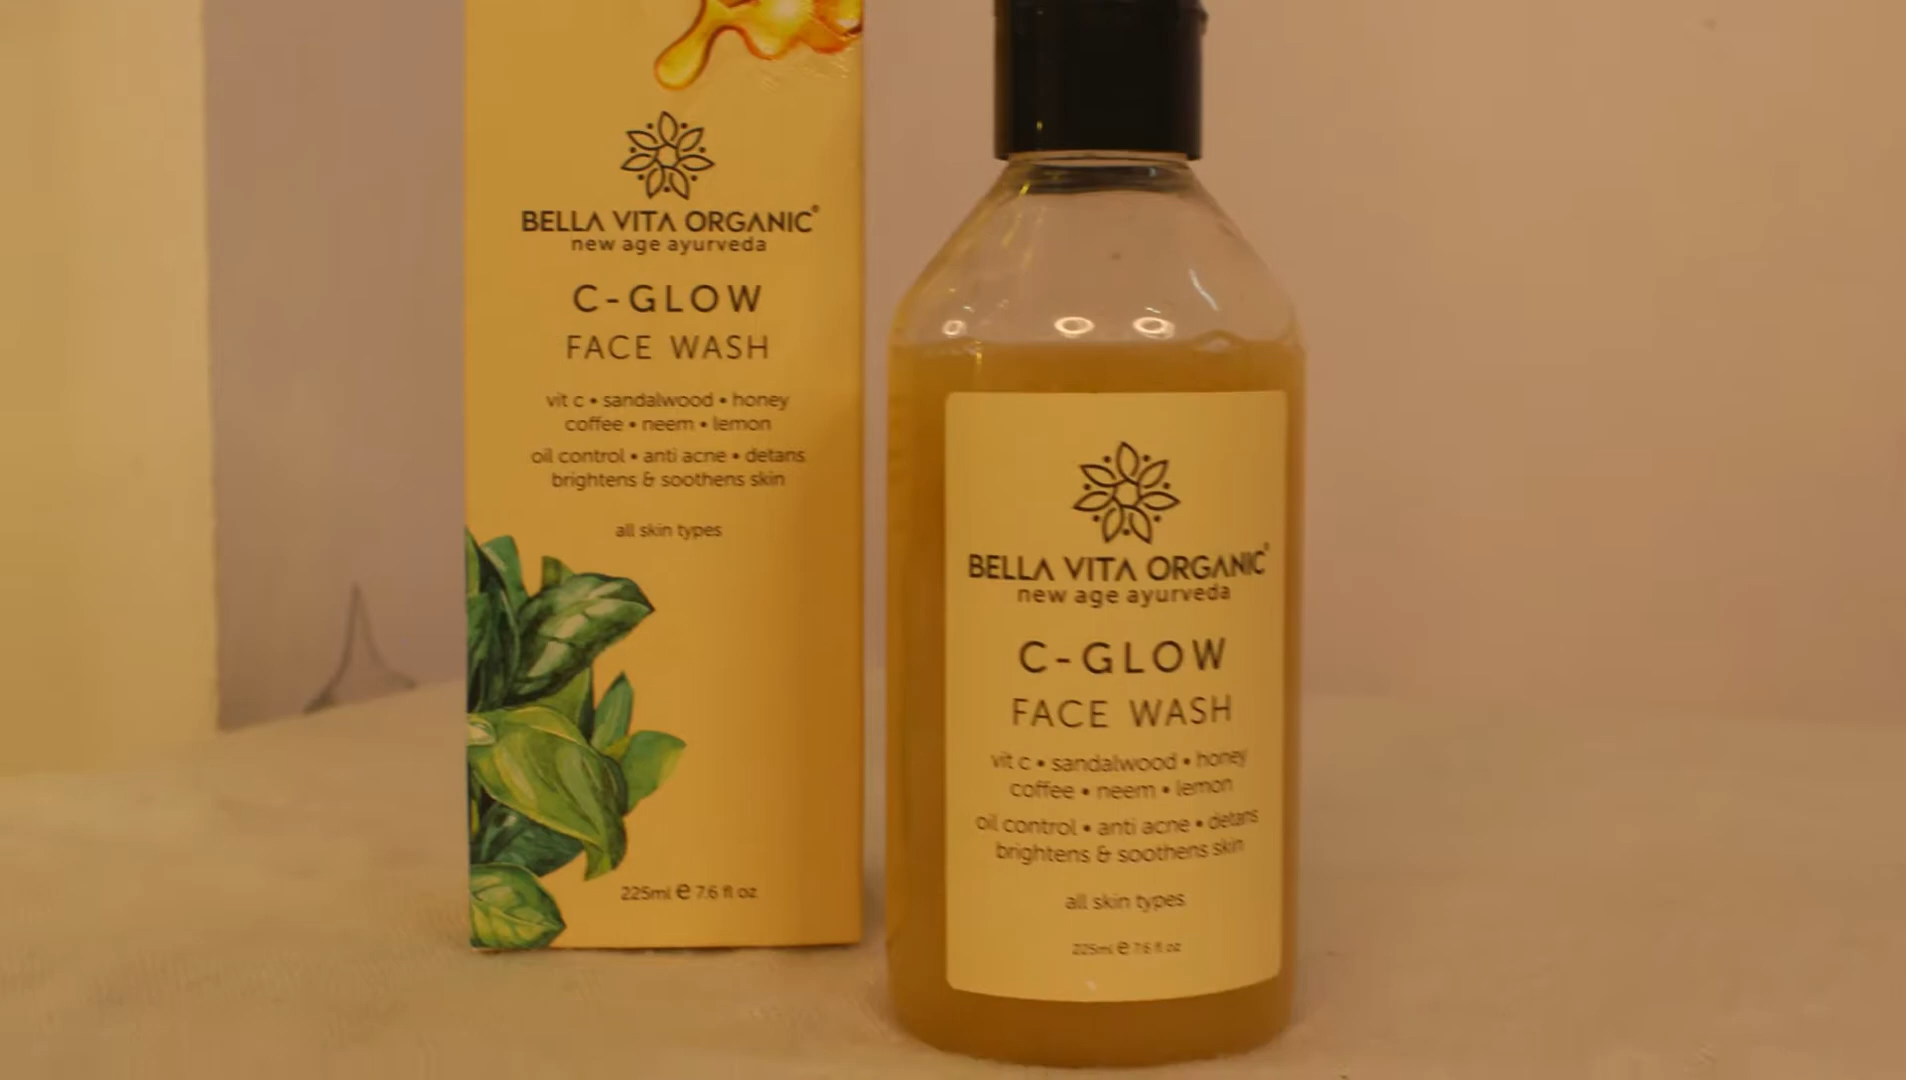 BELLA VITA ORGANIC®
new age ayurveda
C-GLOW
FACE WASH
vit c • sandalwood • honey
coffee • neem • lemon
oil control • anti acne • detans
brightens & soothens skin
all skin types
225ml e 7.6 fl oz
BELLA VITA ORGANIC®
new age ayurveda
C-GLOW
FACE WASH
vit c • sandalwood • honey
coffee • neem • lemon
oil control • anti acne • detans
brightens & soothens skin
all skin types
225ml e 7.6 fl oz